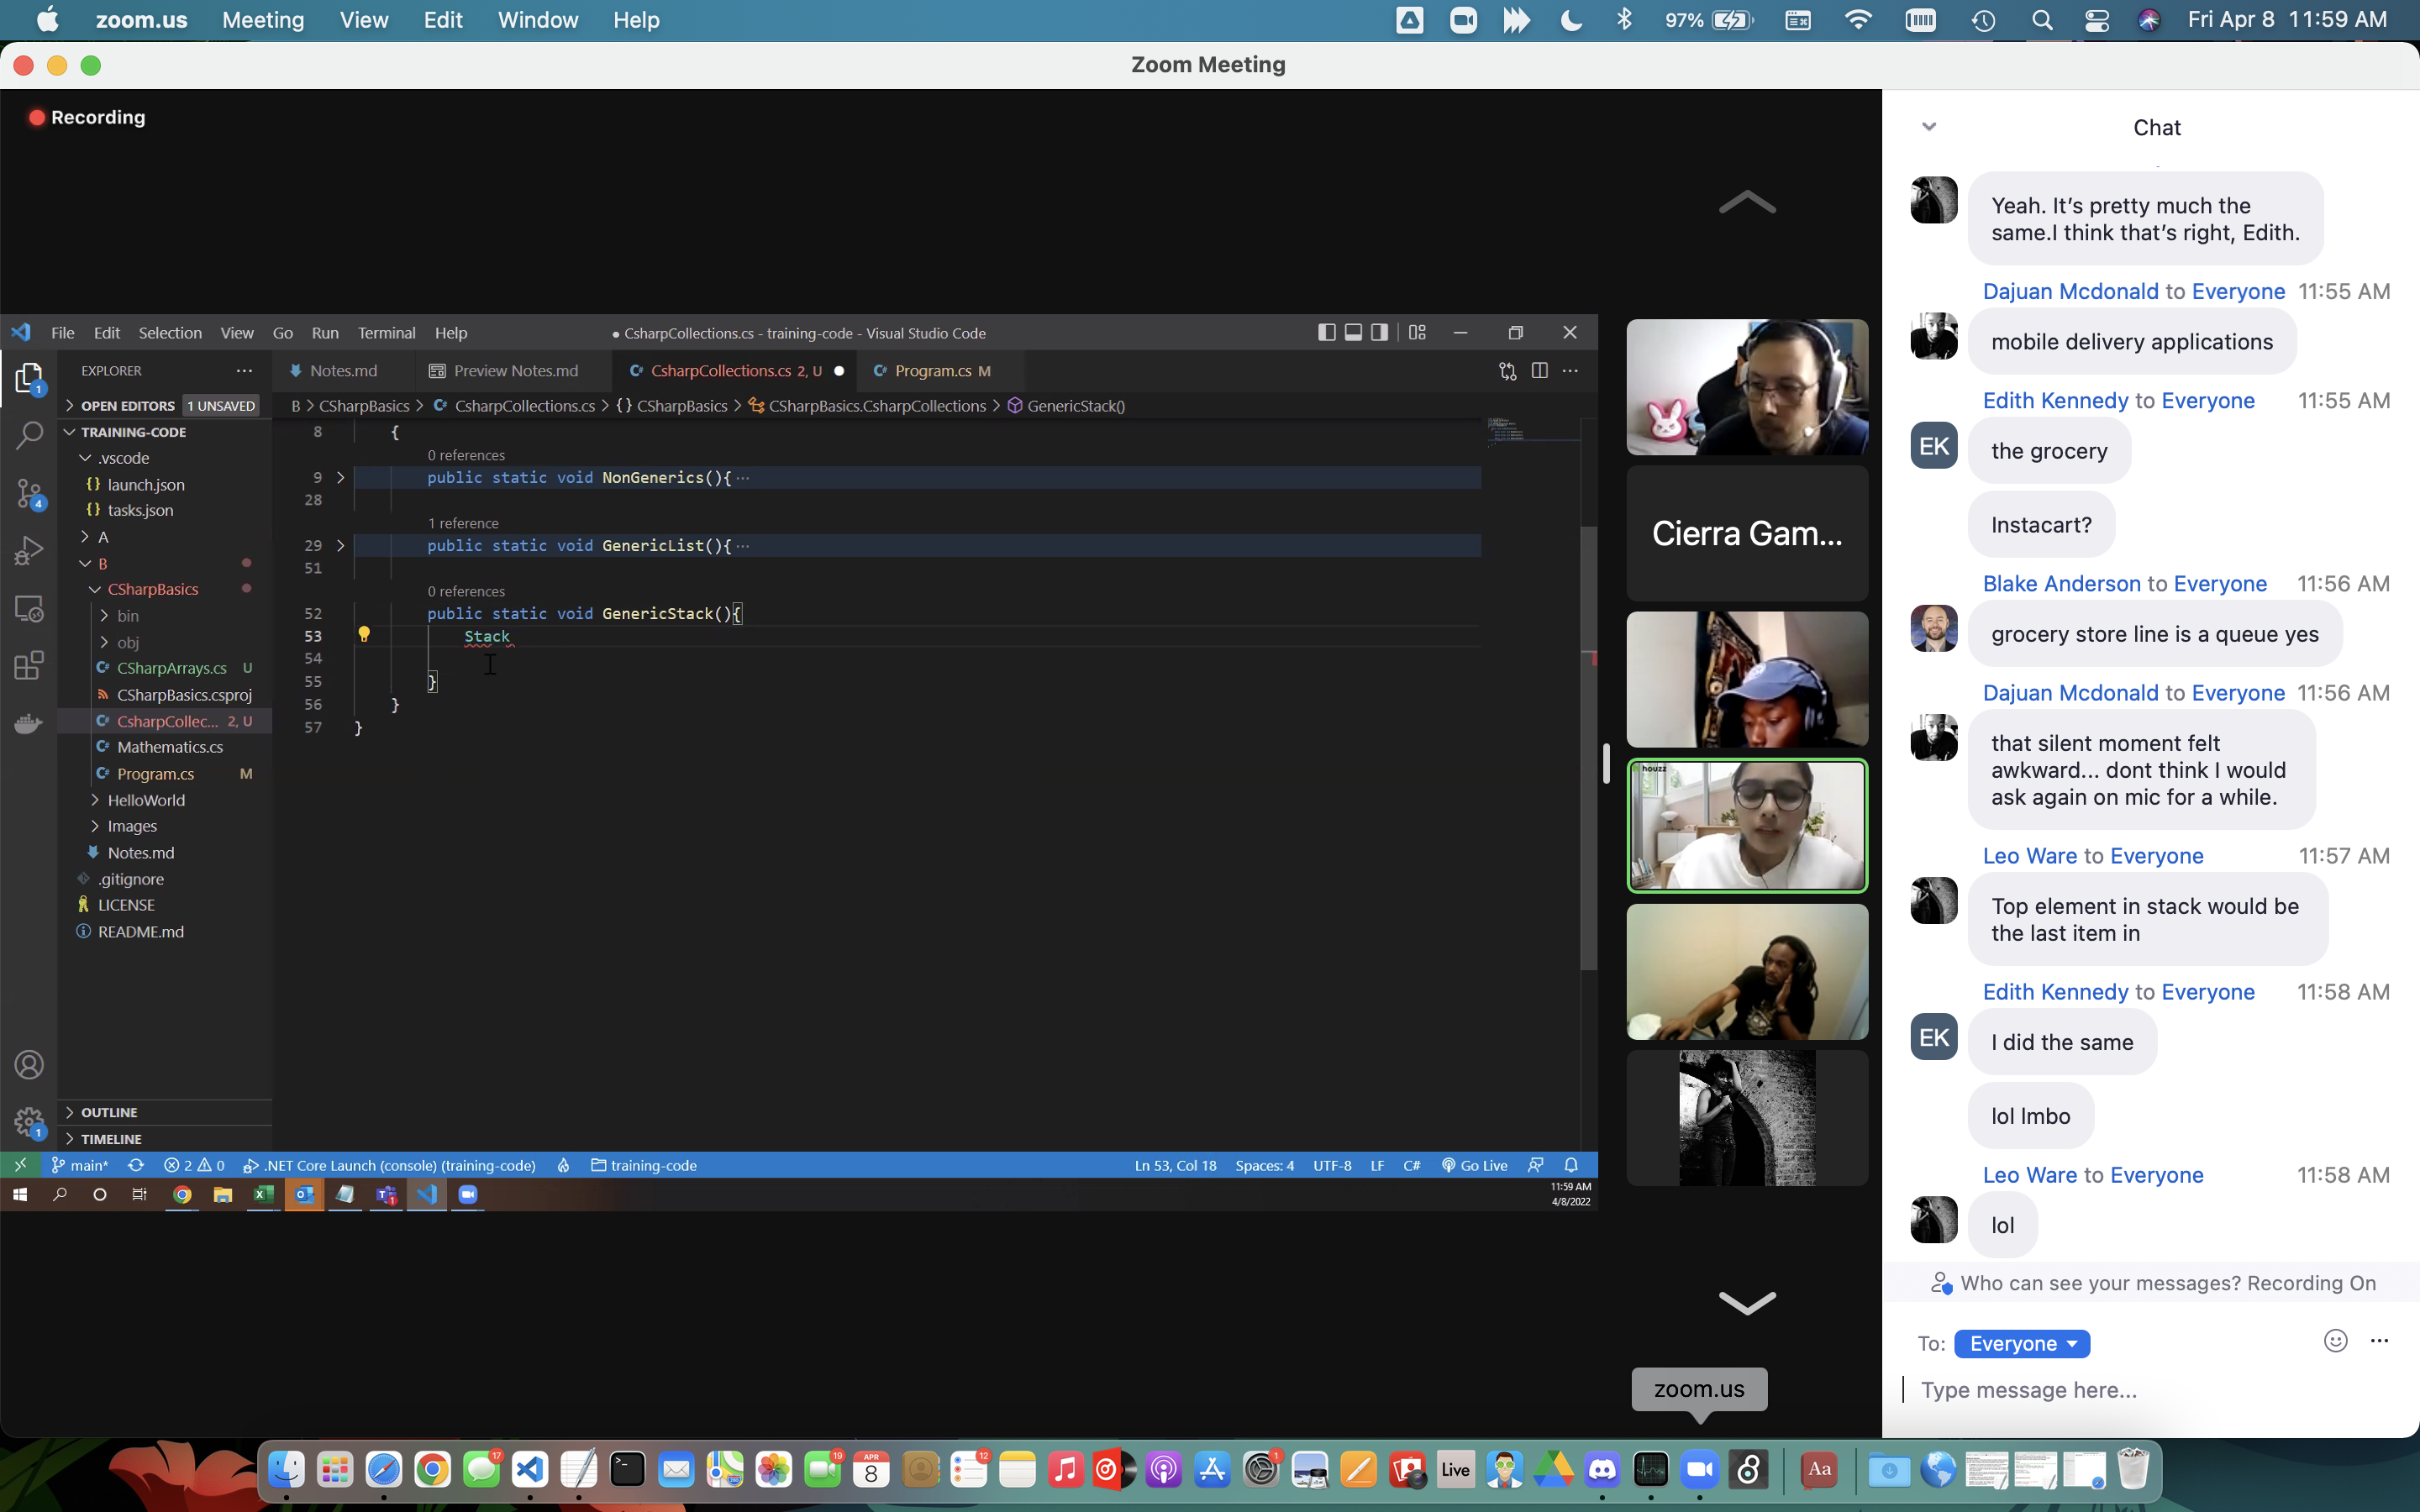 zoom.us Meeting View Edit Window Help 97% Fri Apr 8 11:59 AM
Zoom Meeting
Recording
File Edit Selection View Go Run Terminal Help ● CsharpCollections.cs - training-code - Visual Studio Code
EXPLORER ··· Notes.md Preview Notes.md CsharpCollections.cs 2, U ● Program.cs M ···
OPEN EDITORS 1 UNSAVED B > CSharpBasics > CsharpCollections.cs > {} CSharpBasics > CSharpBasics.CsharpCollections > GenericStack()
TRAINING-CODE
.vscode
{} launch.json
{} tasks.json
A
B
CSharpBasics
bin
obj
CSharpArrays.cs U
CSharpBasics.csproj
CsharpCollec... 2, U
Mathematics.cs
Program.cs M
HelloWorld
Images
Notes.md
.gitignore
LICENSE
README.md
OUTLINE
TIMELINE
8 {
0 references
9 > public static void NonGenerics(){ ···
28
1 reference
29 > public static void GenericList(){ ···
51
0 references
52 public static void GenericStack(){
53 Stack
54
55 }
56 }
57 }
main* 2 0 .NET Core Launch (console) (training-code) training-code Ln 53, Col 18 Spaces: 4 UTF-8 LF C# Go Live
11:59 AM
4/8/2022
Cierra Gam...
houzz
Chat
Yeah. It's pretty much the
same.I think that's right, Edith.
Dajuan Mcdonald to Everyone 11:55 AM
mobile delivery applications
Edith Kennedy to Everyone 11:55 AM
EK
the grocery
Instacart?
Blake Anderson to Everyone 11:56 AM
grocery store line is a queue yes
Dajuan Mcdonald to Everyone 11:56 AM
that silent moment felt
awkward... dont think I would
ask again on mic for a while.
Leo Ware to Everyone 11:57 AM
Top element in stack would be
the last item in
Edith Kennedy to Everyone 11:58 AM
EK
I did the same
lol lmbo
Leo Ware to Everyone 11:58 AM
lol
Who can see your messages? Recording On
To: Everyone
Type message here...
zoom.us
17 19 APR 8 12 1 Live Aa